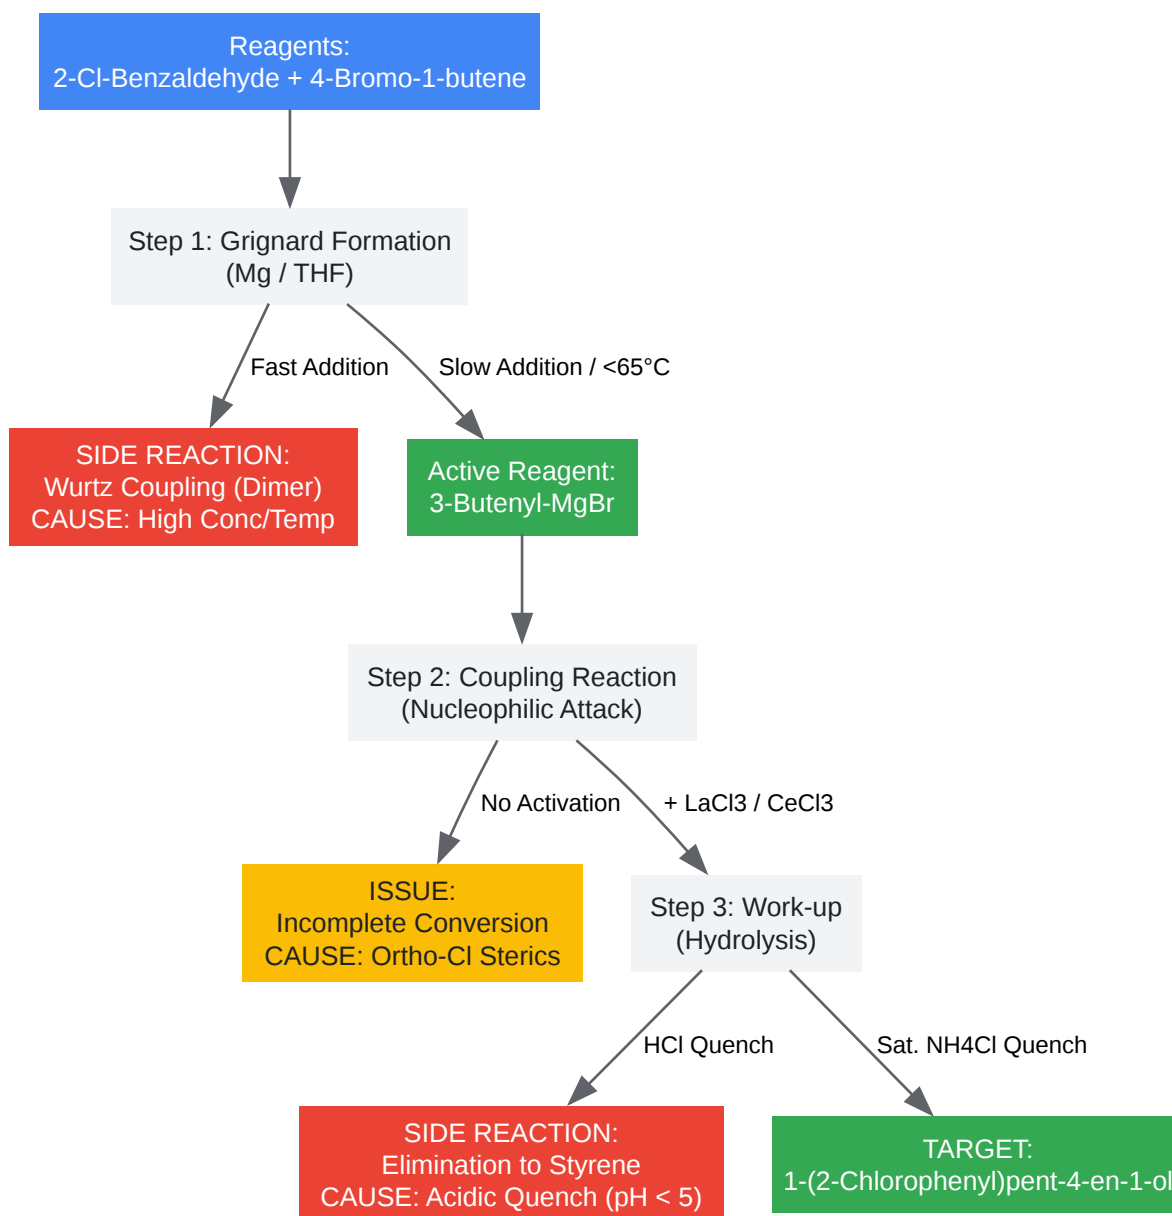 Reagents:
2-Cl-Benzaldehyde + 4-Bromo-1-butene
Step 1: Grignard Formation
(Mg / THF)
Fast Addition
Slow Addition / <65°C
SIDE REACTION:
Wurtz Coupling (Dimer)
CAUSE: High Conc/Temp
Active Reagent:
3-Butenyl-MgBr
Step 2: Coupling Reaction
(Nucleophilic Attack)
No Activation
+ LaCl3 / CeCl3
ISSUE:
Incomplete Conversion
CAUSE: Ortho-Cl Sterics
Step 3: Work-up
(Hydrolysis)
HCl Quench
Sat. NH4Cl Quench
SIDE REACTION:
Elimination to Styrene
CAUSE: Acidic Quench (pH < 5)
TARGET:
1-(2-Chlorophenyl)pent-4-en-1-ol